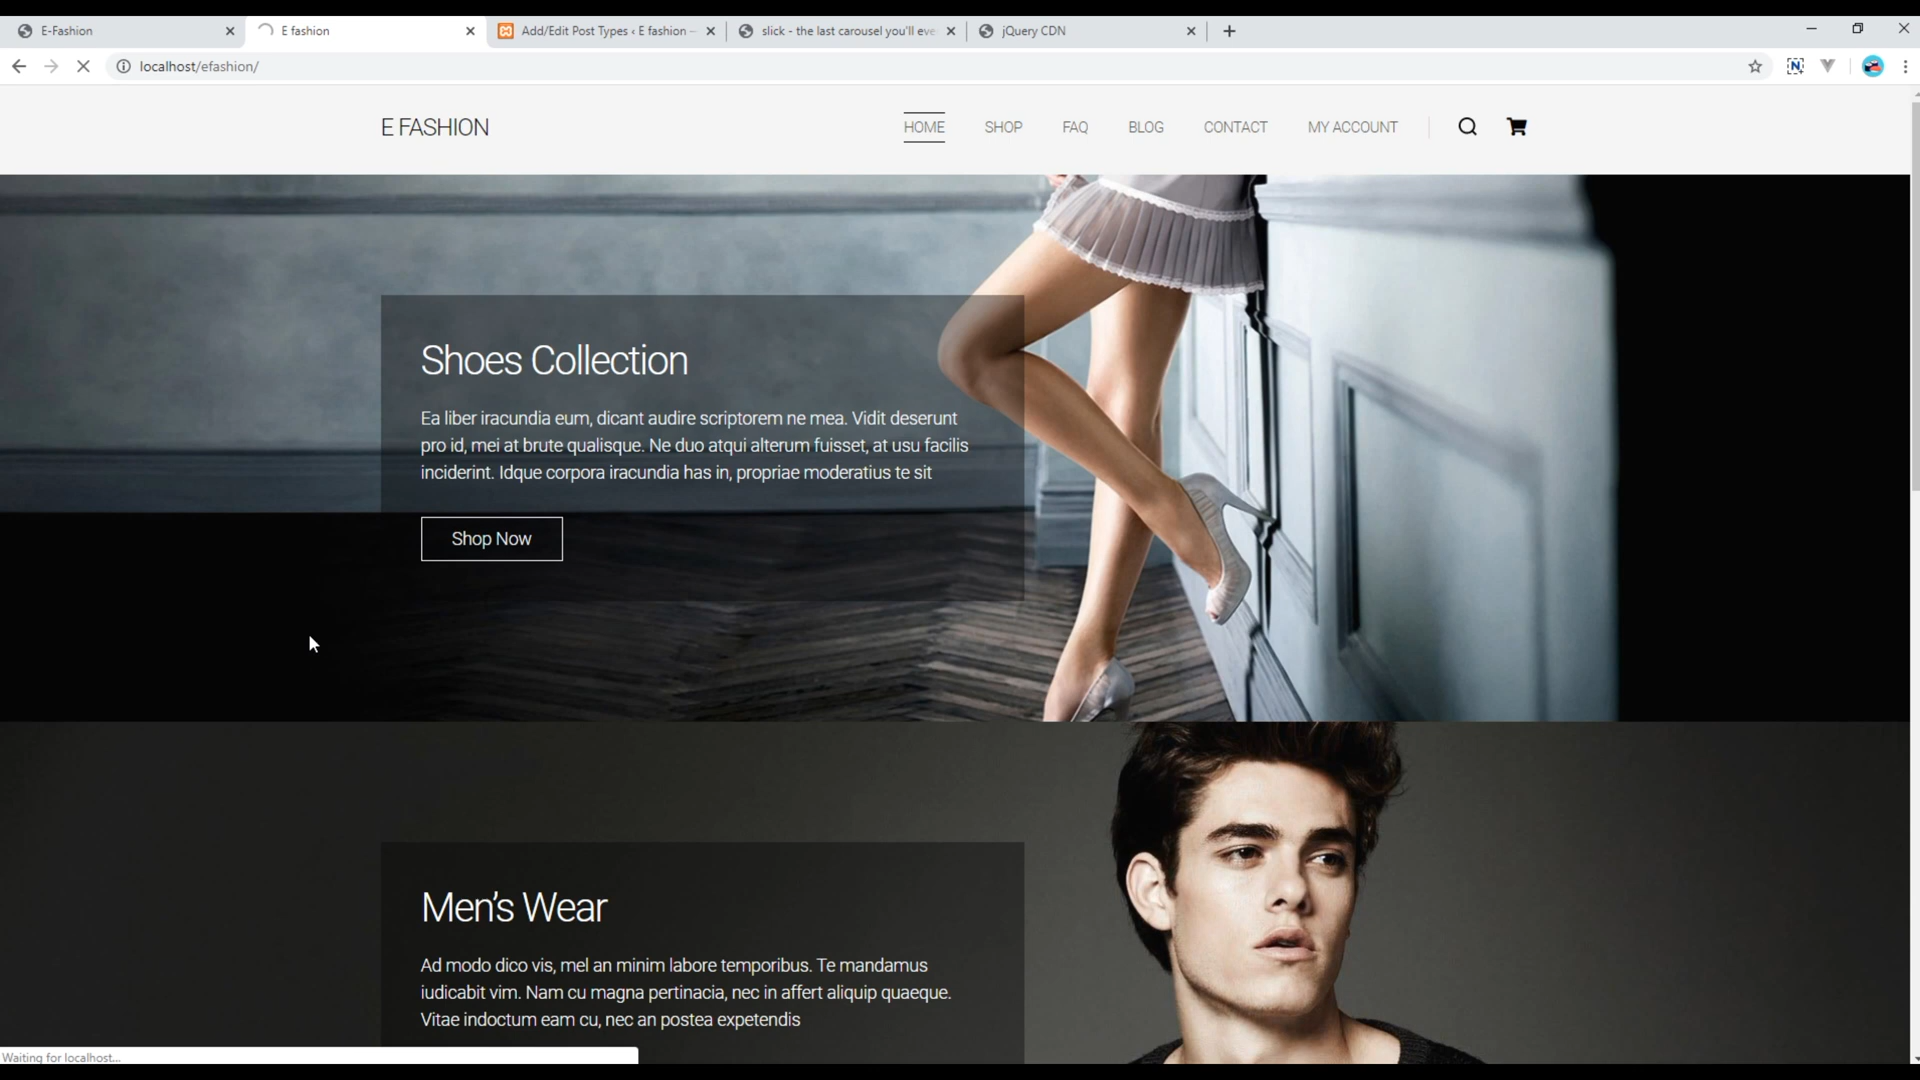 E-Fashion
E fashion
Add/Edit Post Types ‹ E fashion —
slick - the last carousel you'll eve
jQuery CDN
localhost/efashion/
E FASHION
HOME
SHOP
FAQ
BLOG
CONTACT
MY ACCOUNT
Shoes Collection
Ea liber iracundia eum, dicant audire scriptorem ne mea. Vidit deserunt
pro id, mei at brute qualisque. Ne duo atqui alterum fuisset, at usu facilis
inciderint. Idque corpora iracundia has in, propriae moderatius te sit
Shop Now
Men's Wear
Ad modo dico vis, mel an minim labore temporibus. Te mandamus
iudicabit vim. Nam cu magna pertinacia, nec in affert aliquip quaeque.
Vitae indoctum eam cu, nec an postea expetendis
Waiting for localhost...